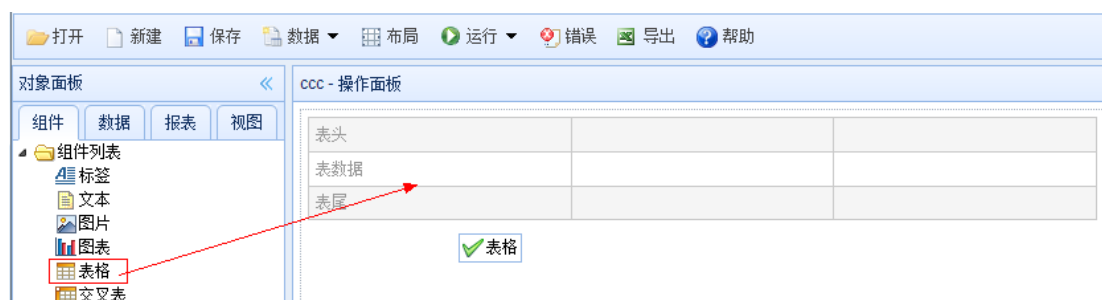 打开 新建 保存 数据 布局 运行 错误 导出 帮助
对象面板
ccc - 操作面板
组件 数据 报表 视图
组件列表
标签
文本
图片
图表
表格
交叉表
表头
表数据
表尾
表格